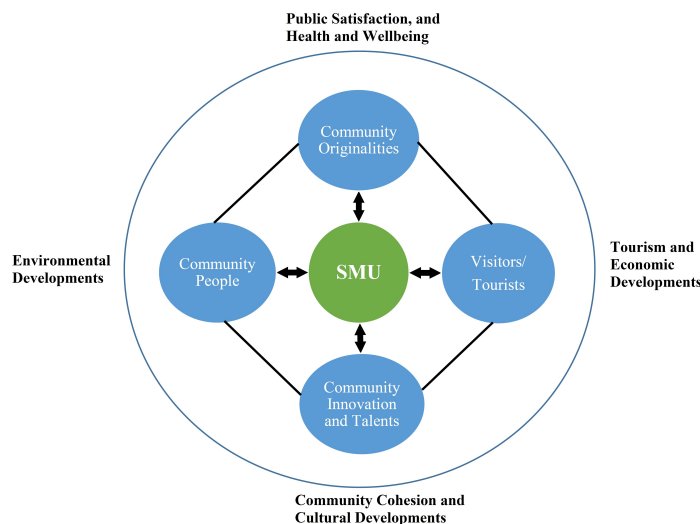 Public Satisfaction, and
Health and Wellbeing
Community
Originalities
Environmental
Developments
Community
People
SMU
Visitors/
Tourists
Tourism and
Economic
Developments
Community
Innovation
and Talents
Community Cohesion and
Cultural Developments